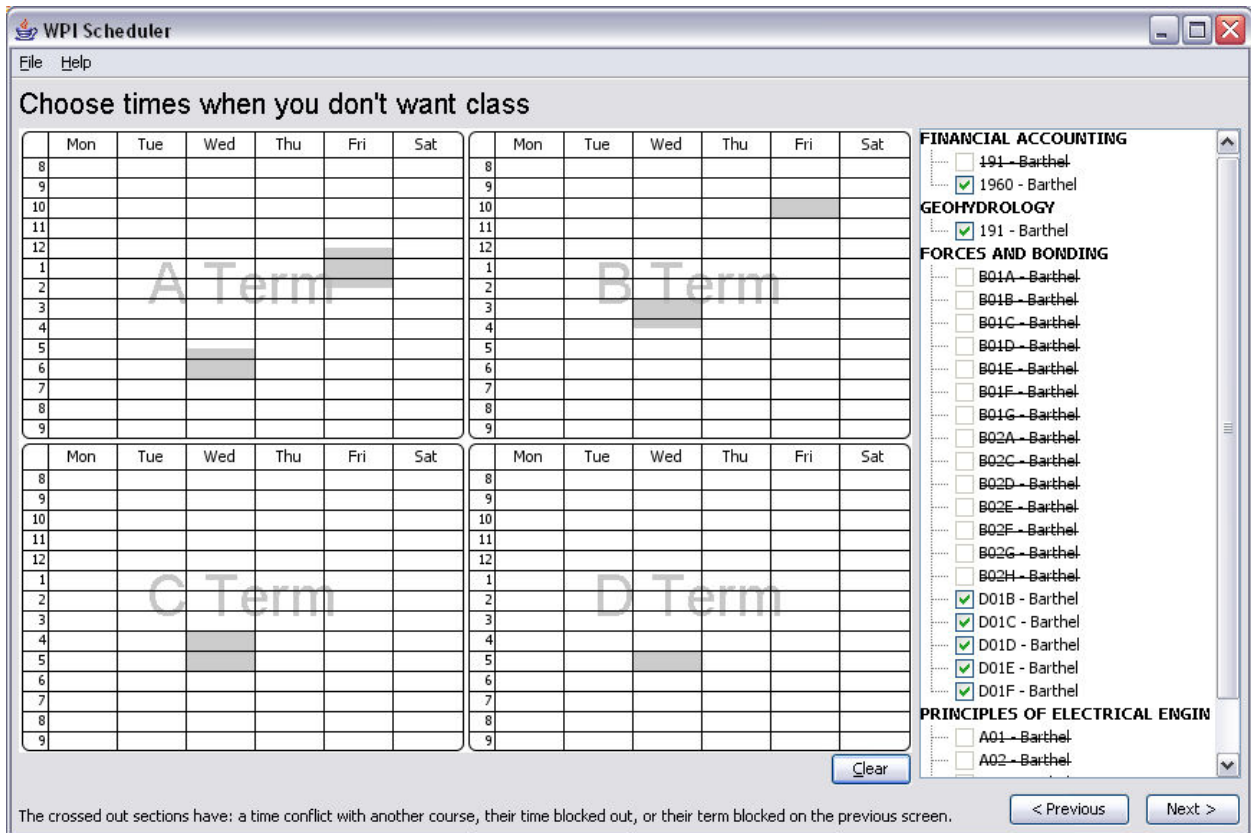 WPI Scheduler
File Help
Choose times when you don't want class
Mon Tue Wed Thu Fri Sat
8
9
10
11
12
1
2
3
4
5
6
7
8
9
A Term
Mon Tue Wed Thu Fri Sat
8
9
10
11
12
1
2
3
4
5
6
7
8
9
B Term
Mon Tue Wed Thu Fri Sat
8
9
10
11
12
1
2
3
4
5
6
7
8
9
C Term
Mon Tue Wed Thu Fri Sat
8
9
10
11
12
1
2
3
4
5
6
7
8
9
D Term
FINANCIAL ACCOUNTING
191 - Barthel
1960 - Barthel
GEOHYDROLOGY
191 - Barthel
FORCES AND BONDING
B01A - Barthel
B01B - Barthel
B01C - Barthel
B01D - Barthel
B01E - Barthel
B01F - Barthel
B01G - Barthel
B02A - Barthel
B02C - Barthel
B02D - Barthel
B02E - Barthel
B02F - Barthel
B02G - Barthel
B02H - Barthel
D01B - Barthel
D01C - Barthel
D01D - Barthel
D01E - Barthel
D01F - Barthel
PRINCIPLES OF ELECTRICAL ENGIN
A01 - Barthel
A02 - Barthel
Clear
The crossed out sections have: a time conflict with another course, their time blocked out, or their term blocked on the previous screen.
< Previous
Next >